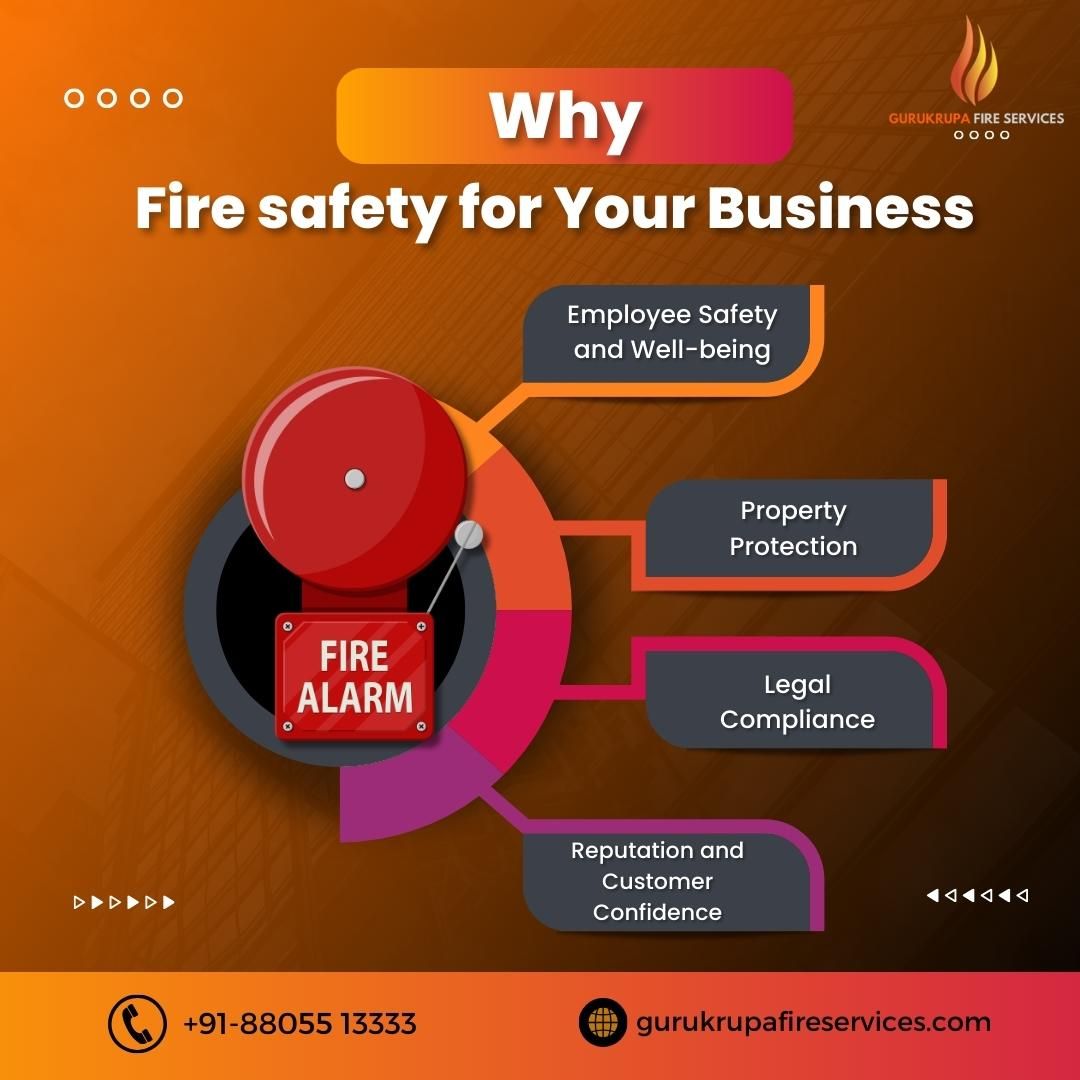 GURUKRUPA FIRE SERVICES
Why
Fire safety for Your Business
Employee Safety
and Well-being
Property
Protection
Legal
Compliance
Reputation and
Customer
Confidence
FIRE
ALARM
+91-88055 13333
gurukrupafireservices.com